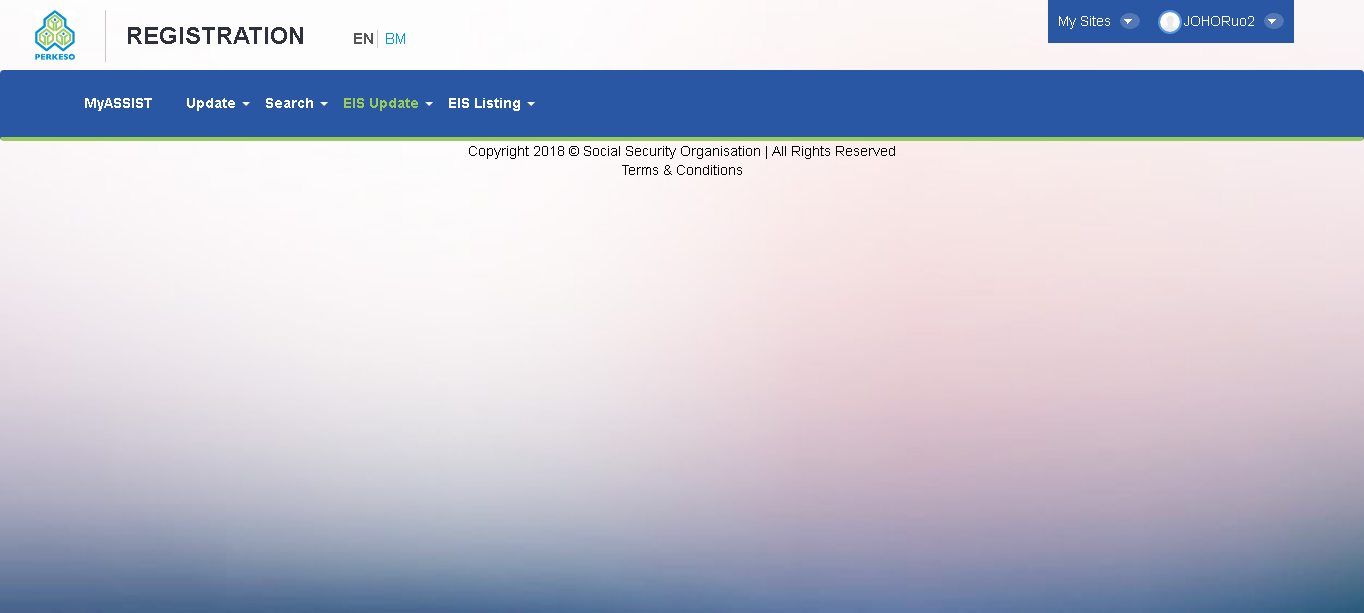 My Sites JOHORuo2
PERKESO
REGISTRATION
EN BM
MyASSIST Update Search EIS Update EIS Listing
Copyright 2018 © Social Security Organisation | All Rights Reserved
Terms & Conditions